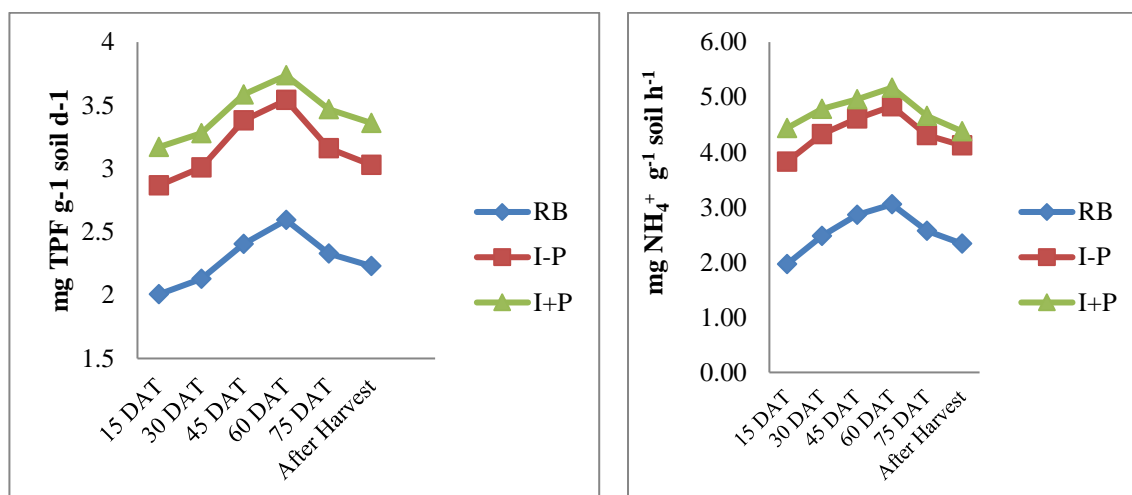 mg TPF g-1 soil d-1
4
3.5
3
2.5
2
1.5
15 DAT
30 DAT
45 DAT
60 DAT
75 DAT
After Harvest
RB
I-P
I+P
mg NH₄⁺ g⁻¹ soil h⁻¹
6.00
5.00
4.00
3.00
2.00
1.00
0.00
15 DAT
30 DAT
45 DAT
60 DAT
75 DAT
After Harvest
RB
I-P
I+P